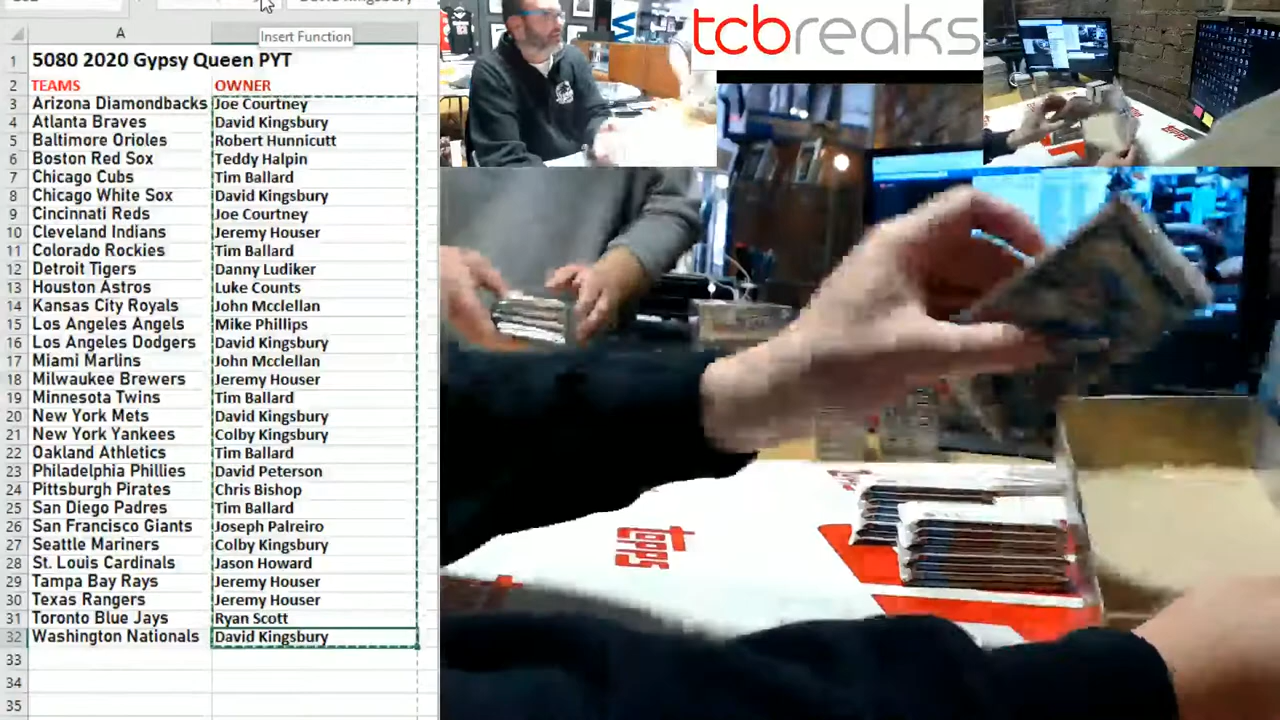 Insert Function
A
1 5080 2020 Gypsy Queen PYT
2 TEAMS OWNER
3 Arizona Diamondbacks Joe Courtney
4 Atlanta Braves David Kingsbury
5 Baltimore Orioles Robert Hunnicutt
6 Boston Red Sox Teddy Halpin
7 Chicago Cubs Tim Ballard
8 Chicago White Sox David Kingsbury
9 Cincinnati Reds Joe Courtney
10 Cleveland Indians Jeremy Houser
11 Colorado Rockies Tim Ballard
12 Detroit Tigers Danny Ludiker
13 Houston Astros Luke Counts
14 Kansas City Royals John Mcclellan
15 Los Angeles Angels Mike Phillips
16 Los Angeles Dodgers David Kingsbury
17 Miami Marlins John Mcclellan
18 Milwaukee Brewers Jeremy Houser
19 Minnesota Twins Tim Ballard
20 New York Mets David Kingsbury
21 New York Yankees Colby Kingsbury
22 Oakland Athletics Tim Ballard
23 Philadelphia Phillies David Peterson
24 Pittsburgh Pirates Chris Bishop
25 San Diego Padres Tim Ballard
26 San Francisco Giants Joseph Palreiro
27 Seattle Mariners Colby Kingsbury
28 St. Louis Cardinals Jason Howard
29 Tampa Bay Rays Jeremy Houser
30 Texas Rangers Jeremy Houser
31 Toronto Blue Jays Ryan Scott
32 Washington Nationals David Kingsbury
33
34
35
tcbreaks
W
topps